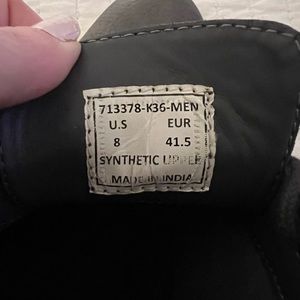 713378-K36-MEN
U.S EUR
8 41.5
SYNTHETIC UPPER
MADE IN INDIA